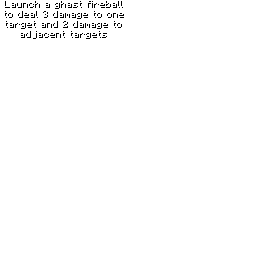 Launch a ghast fireball
to deal 3 damage to one
target and 2 damage to
adjacent targets